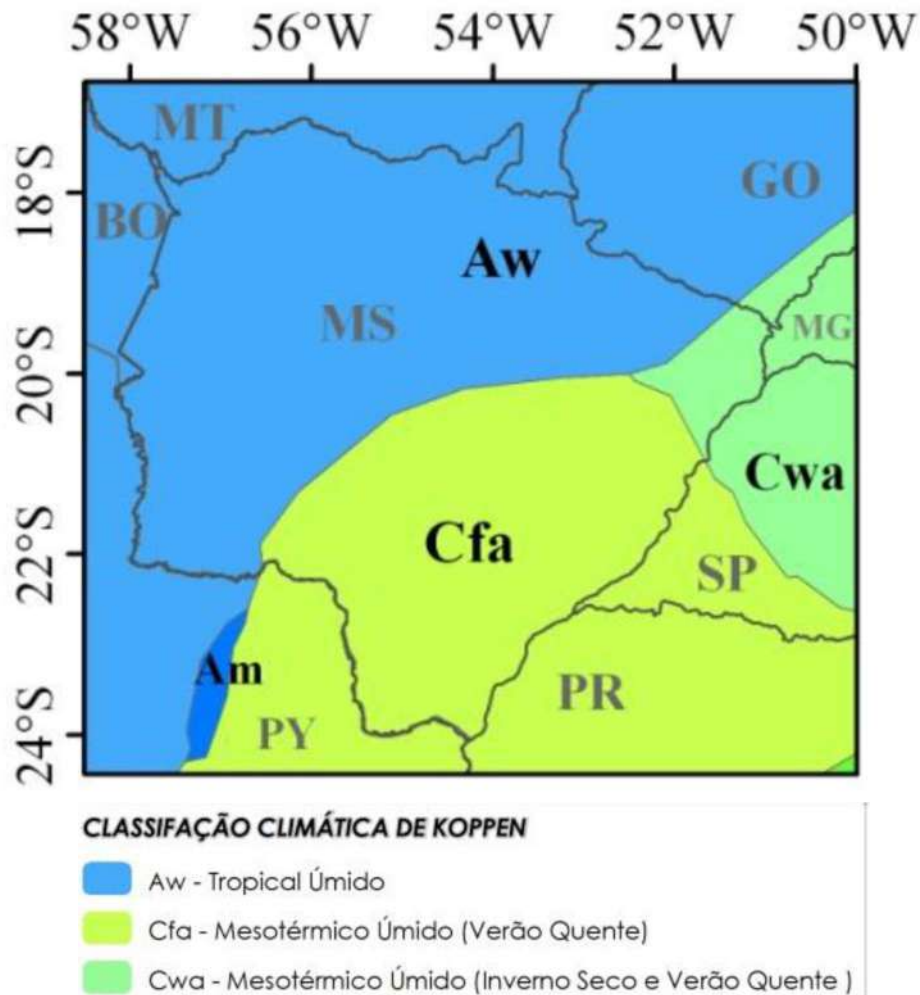 58°W 56°W 54°W 52°W 50°W
MT
18°S
GO
BO
Aw
MS
MG
20°S
Cwa
Cfa
22°S
SP
Am
PR
PY
24°S
CLASSIFAÇÃO CLIMÁTICA DE KOPPEN
Aw - Tropical Úmido
Cfa - Mesotérmico Úmido (Verão Quente)
Cwa - Mesotérmico Úmido (Inverno Seco e Verão Quente )